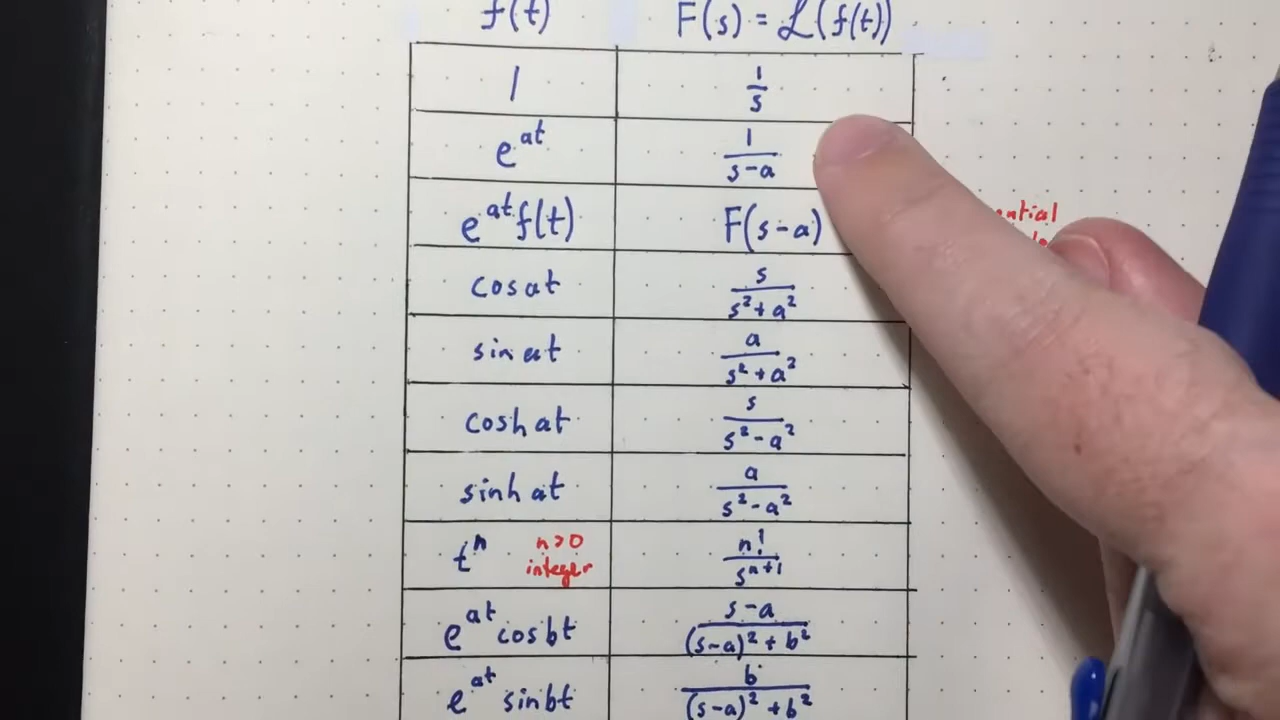 f(t) F(s) = ℒ(f(t))
1 1/s
e^{at} 1/(s-a)
e^{at} f(t) F(s-a)
cos at s/(s²+a²)
sin at a/(s²+a²)
cosh at s/(s²-a²)
sinh at a/(s²-a²)
t^n n>0 integer n!/s^{n+1}
e^{at} cos bt (s-a)/((s-a)²+b²)
e^{at} sin bt b/((s-a)²+b²)